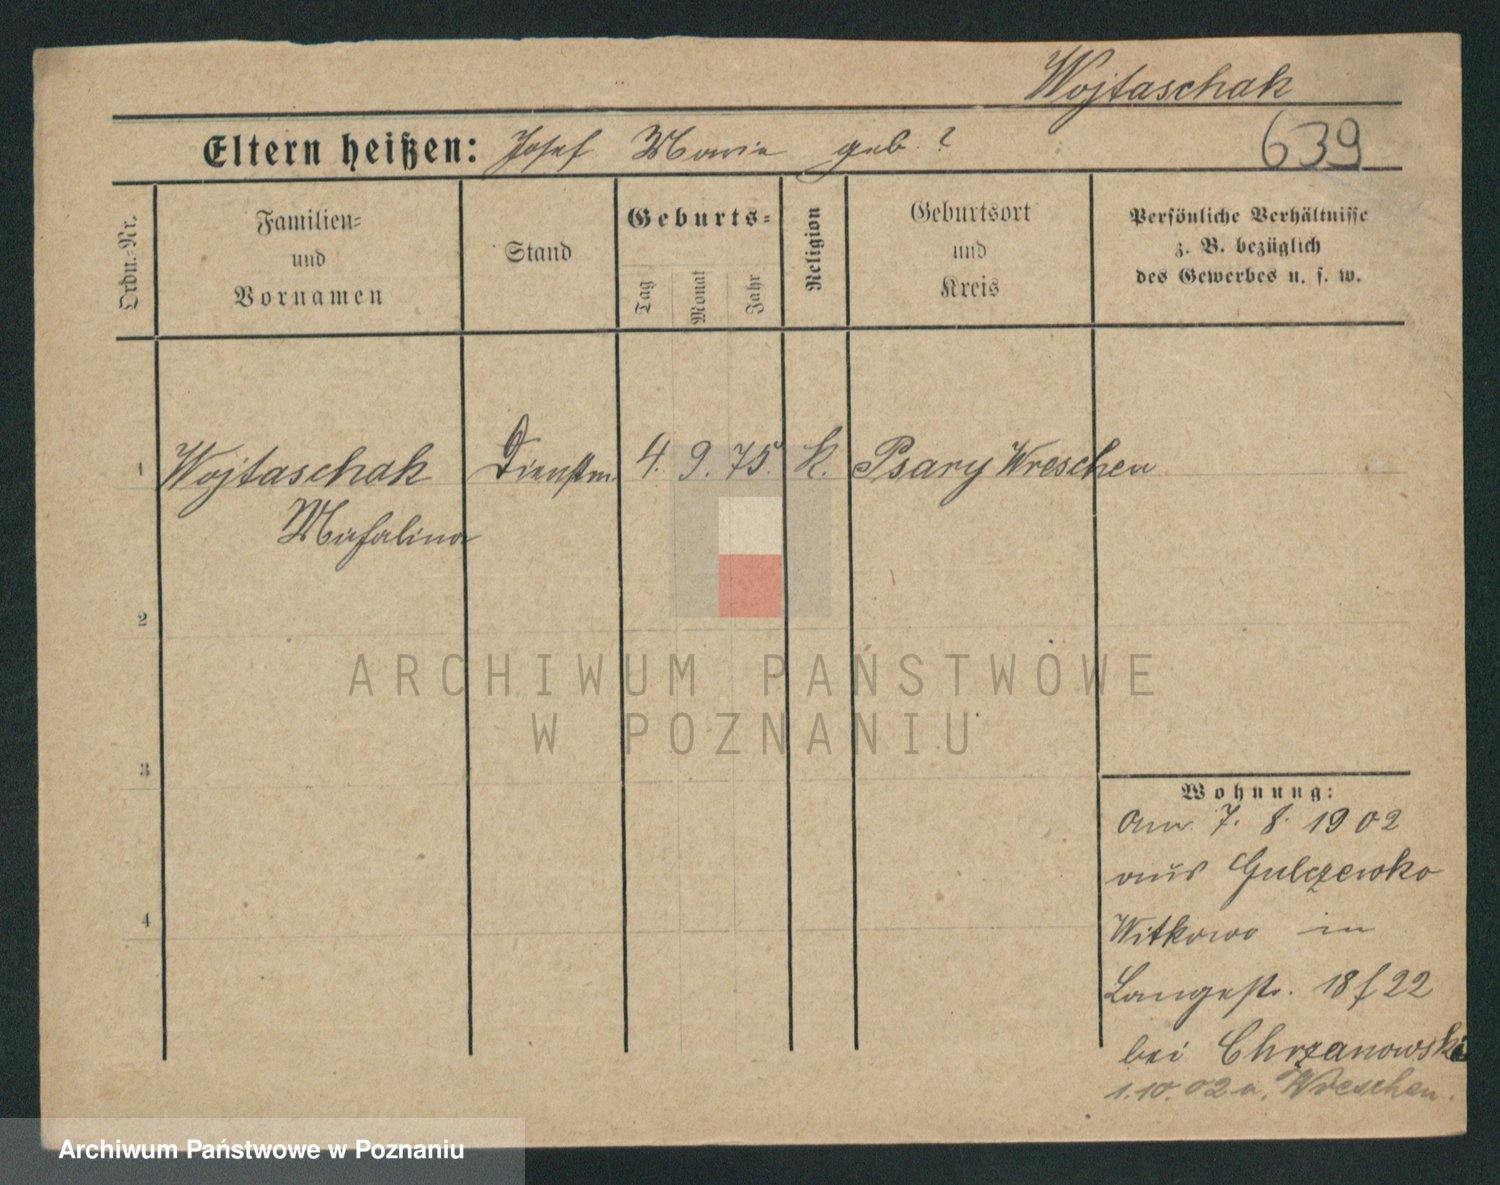 Wojtaschak
Eltern heißen: Josef Maria geb. ?
639
Ordn.-Nr.
Familien-
und
Vornamen
Stand
Geburts-
Tag
Monat
Jahr
Religion
Geburtsort
und
Kreis
Persönliche Verhältnisse
z. B. bezüglich
des Gewerbes u. s. w.
1 Wojtaschak Dienstm. 4. 9. 75. k. Psary Wreschen
2
ARCHIWUM PAŃSTWOWE
W POZNANIU
3
4
Wohnung:
Am 7. 8. 1902
aus Gulczewko
Witkowo in
Langestr. 18 f 22
bei Chrzanowski
1.10.02 a. Wreschen.
Archiwum Państwowe w Poznaniu